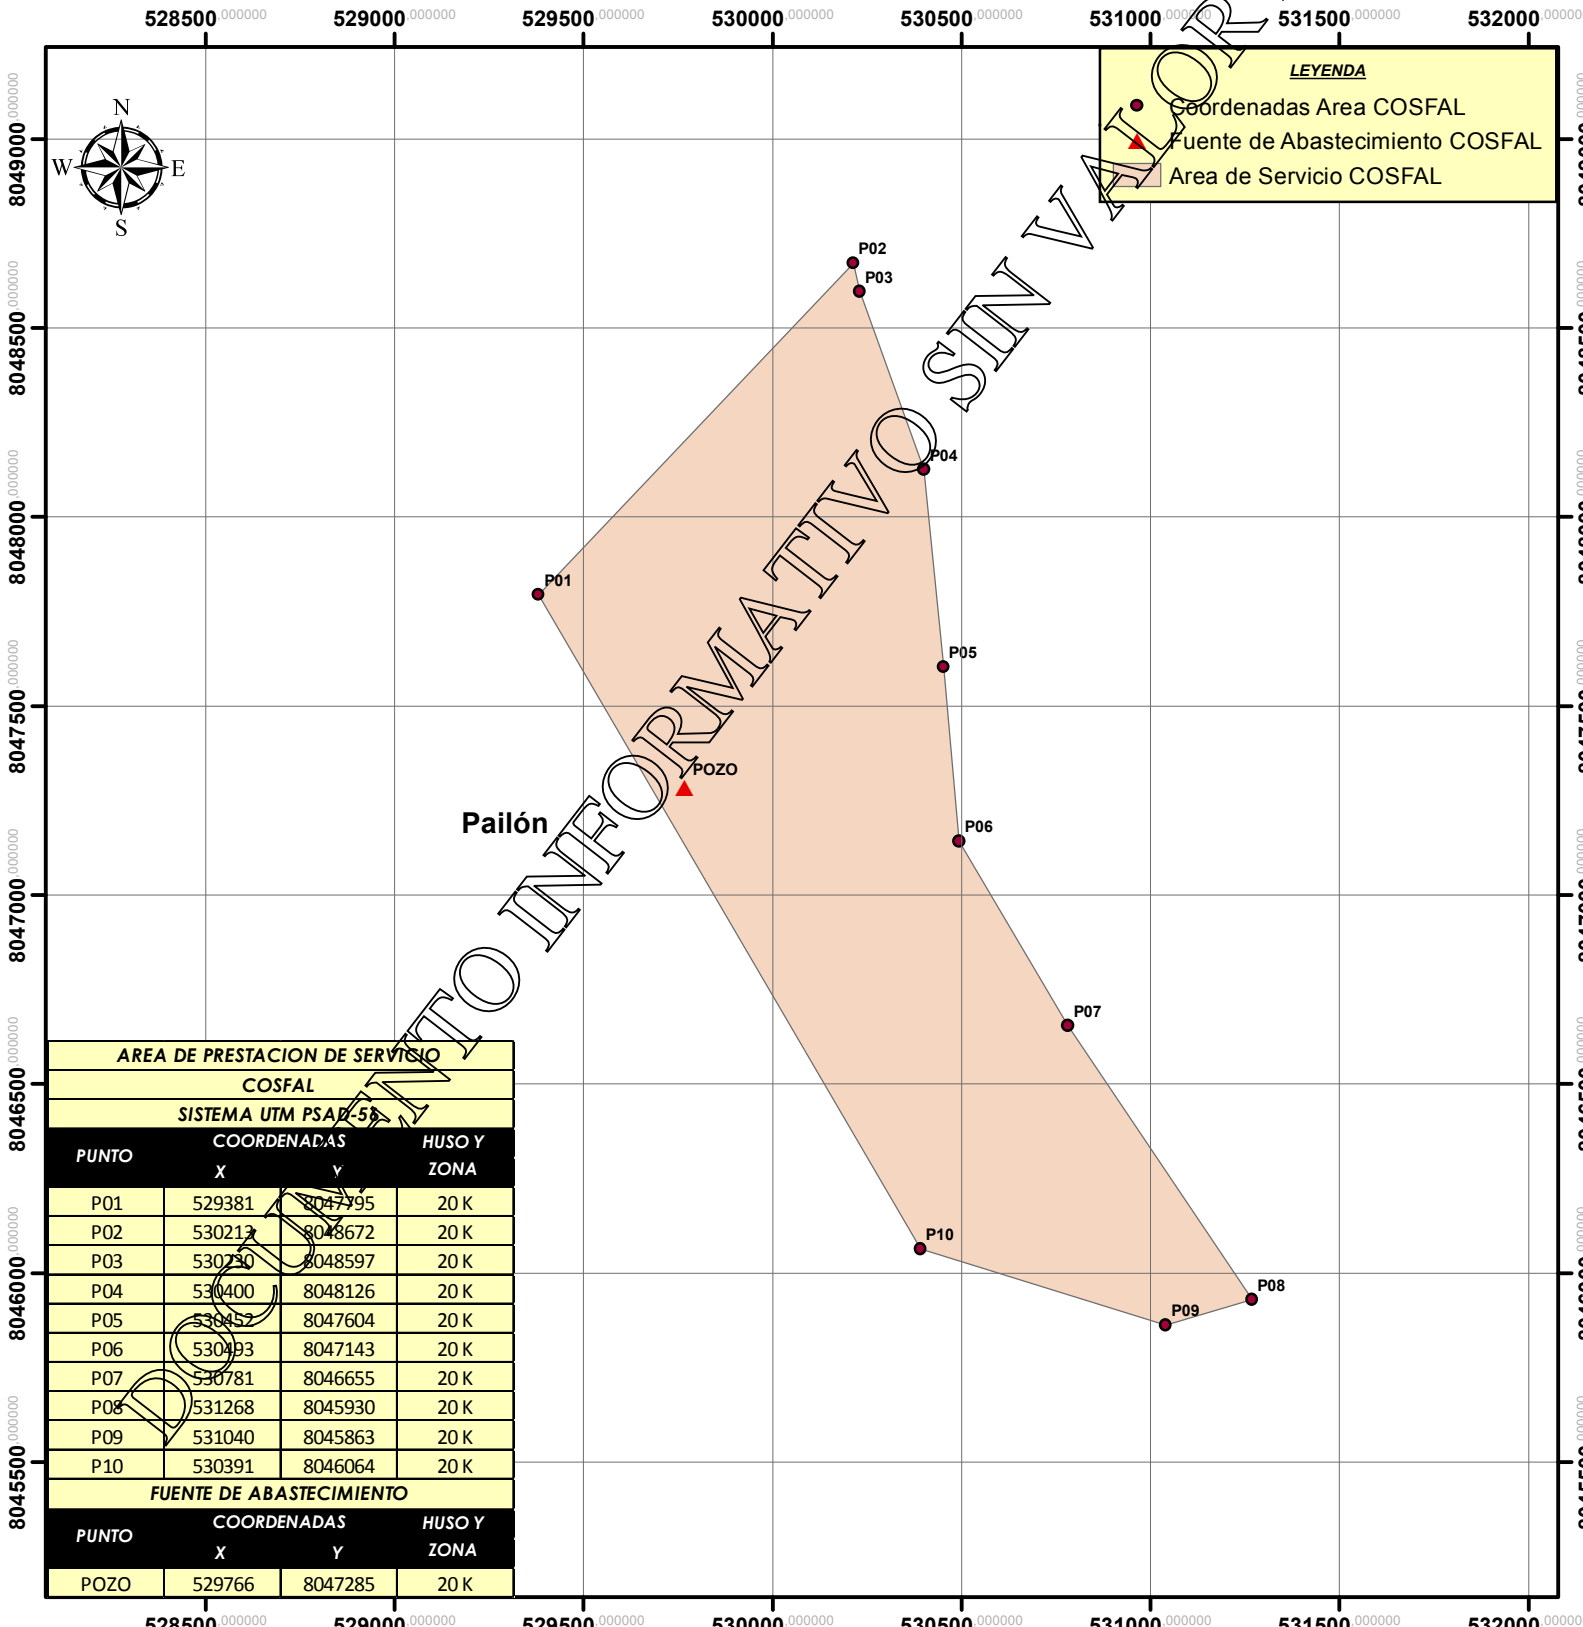 528500,000000 529000,000000 529500,000000 530000,000000 530500,000000 531000,000000 531500,000000 532000,00000
N
W E
S
LEYENDA
Coordenadas Area COSFAL
Fuente de Abastecimiento COSFAL
Area de Servicio COSFAL
8049000,000000
8048500,000000
8048000,000000
8047500,000000
8047000,000000
8046500,000000
8046000,000000
8045500,000000
P02
P03
P04
P01
P05
POZO
Pailón
P06
P07
P10
P08
P09
DOCUMENTO INFORMATIVO SIN VALOR
AREA DE PRESTACION DE SERVICIO
COSFAL
SISTEMA UTM PSAD-56
PUNTO COORDENADAS HUSO Y ZONA
X Y
P01 529381 8047795 20 K
P02 530213 8048672 20 K
P03 530230 8048597 20 K
P04 530400 8048126 20 K
P05 530452 8047604 20 K
P06 530493 8047143 20 K
P07 530781 8046655 20 K
P08 531268 8045930 20 K
P09 531040 8045863 20 K
P10 530391 8046064 20 K
FUENTE DE ABASTECIMIENTO
PUNTO COORDENADAS HUSO Y ZONA
X Y
POZO 529766 8047285 20 K
528500,000000 529000,000000 529500,000000 530000,000000 530500,000000 531000,000000 531500,000000 532000,00000